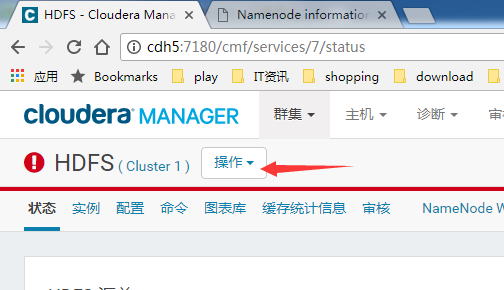 HDFS - Cloudera Mana
Namenode information
cdh5:7180/cmf/services/7/status
应用 Bookmarks play IT资讯 shopping download
cloudera MANAGER 群集 主机 诊断
HDFS ( Cluster 1 ) 操作
状态 实例 配置 命令 图表库 缓存统计信息 审核 NameNode W